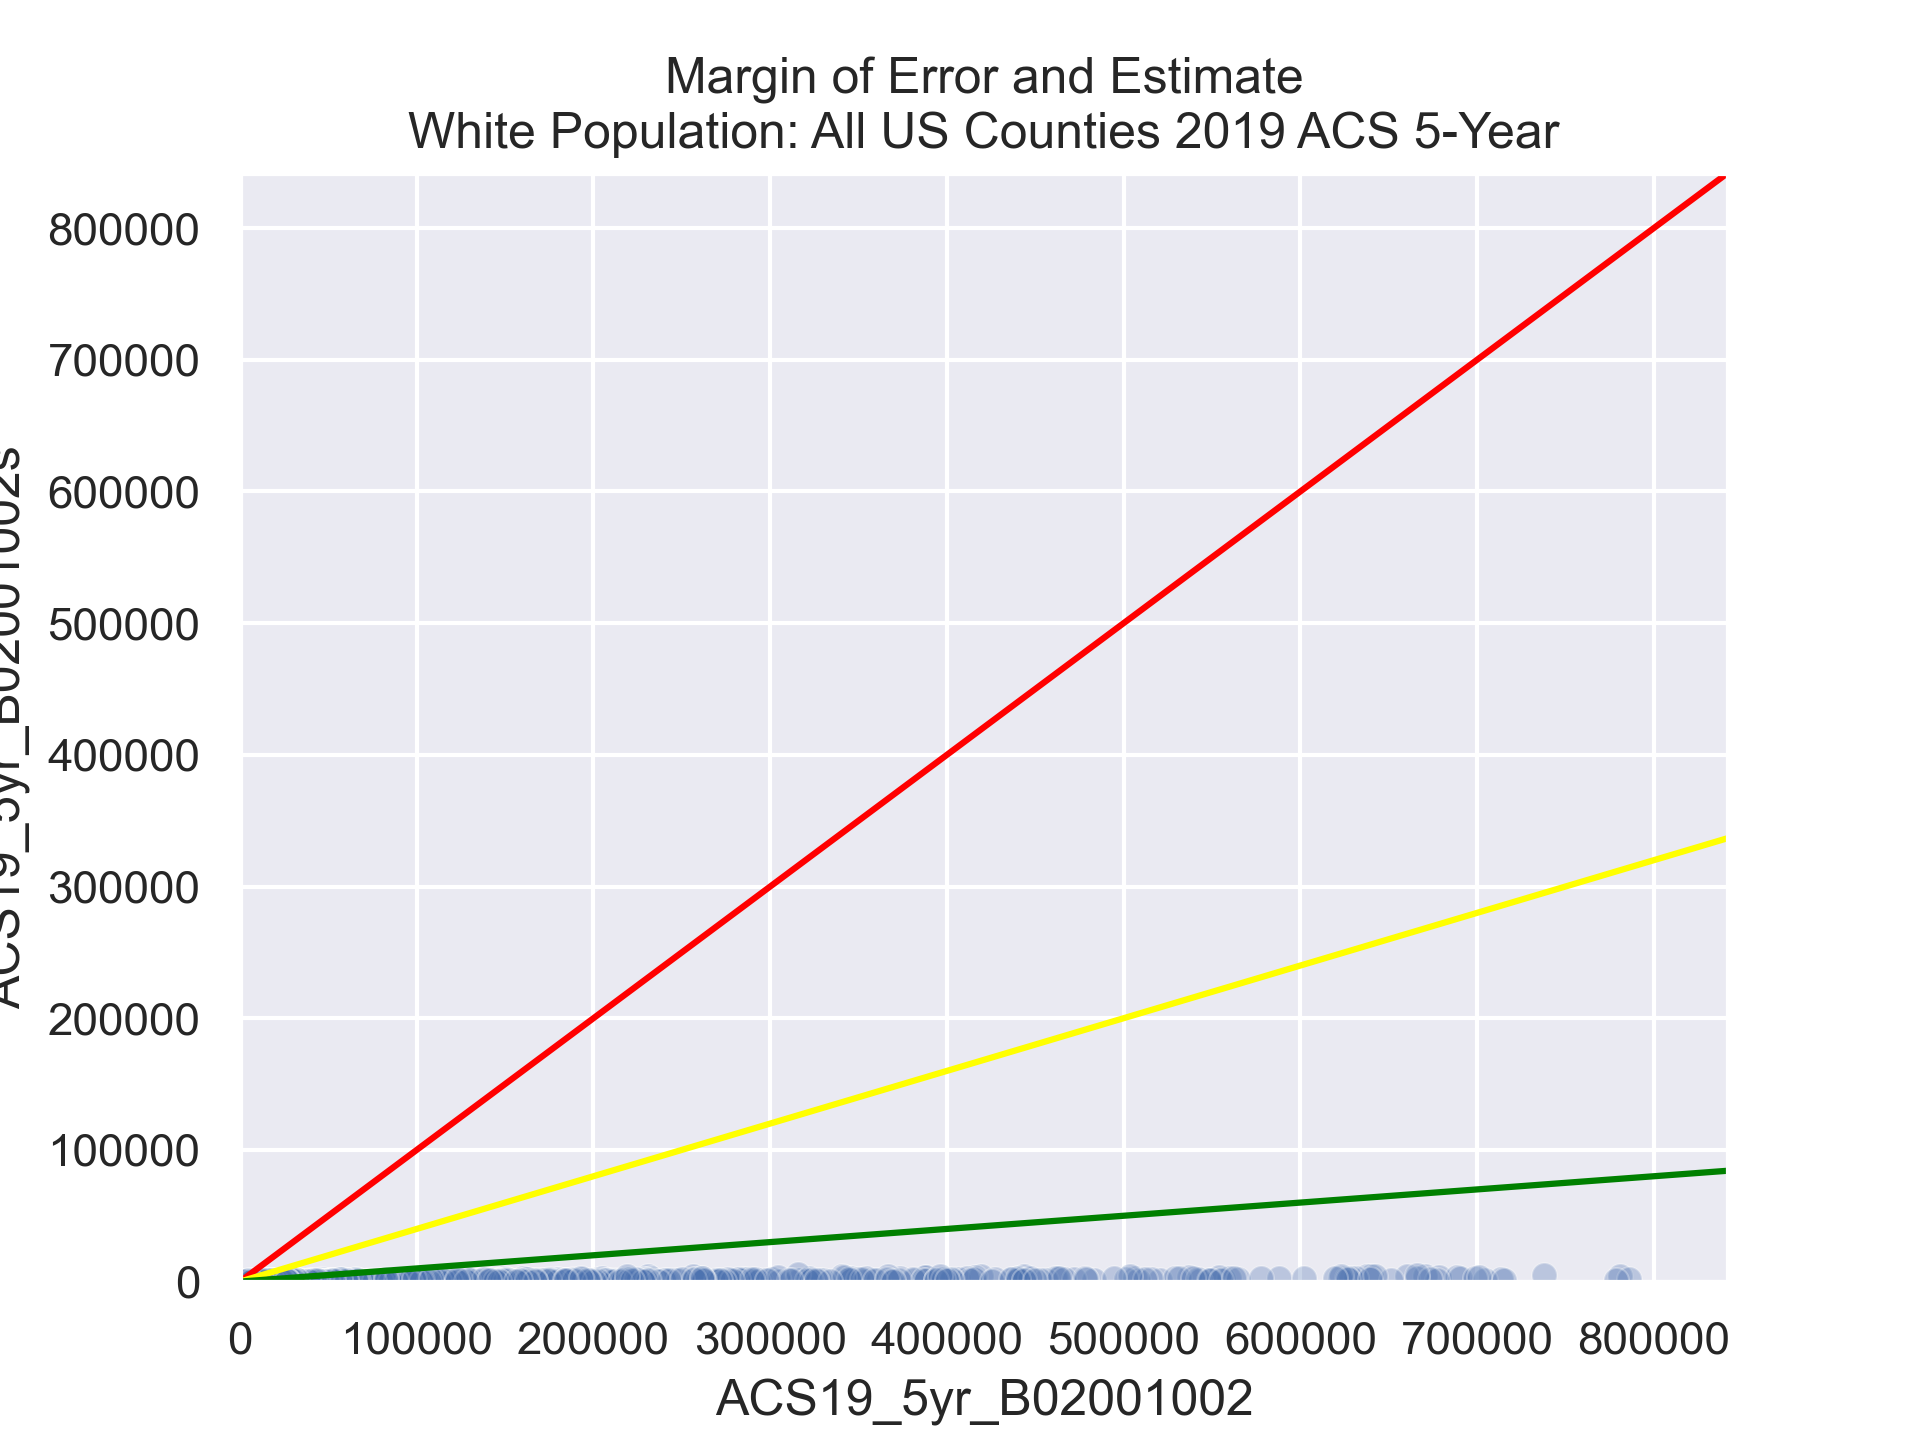 Margin of Error and Estimate
White Population: All US Counties 2019 ACS 5-Year
ACS19_5yr_B02001002s
800000
700000
600000
500000
400000
300000
200000
100000
0
0 100000 200000 300000 400000 500000 600000 700000 800000
ACS19_5yr_B02001002